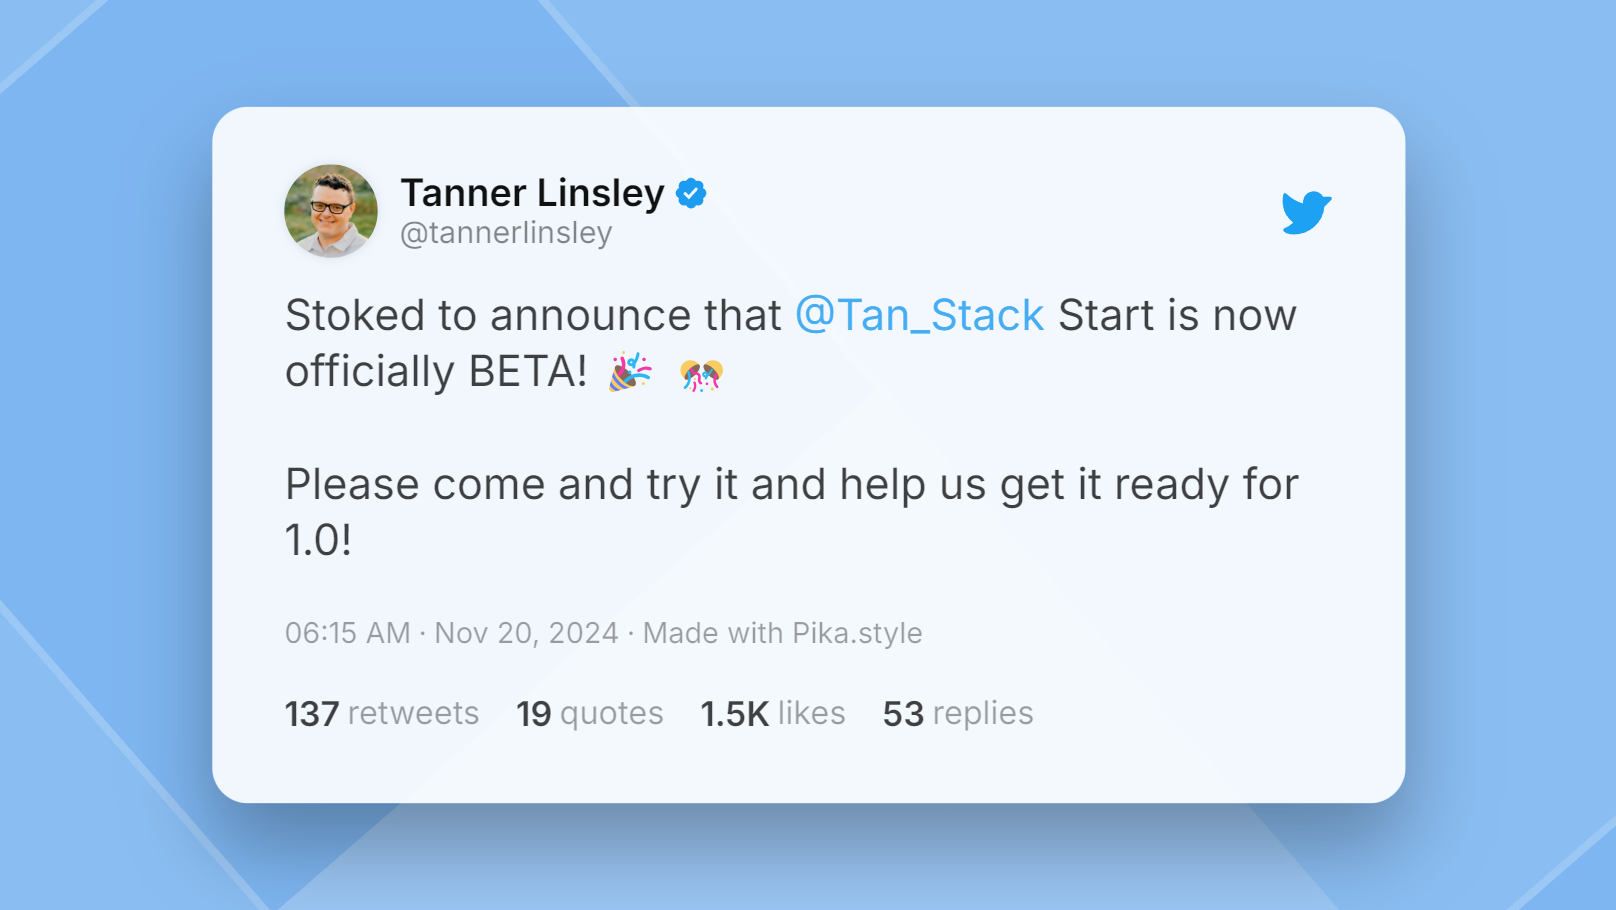 Tanner Linsley
@tannerlinsley
Stoked to announce that @Tan_Stack Start is now
officially BETA! 🎉 🎊
Please come and try it and help us get it ready for
1.0!
06:15 AM · Nov 20, 2024 · Made with Pika.style
137 retweets 19 quotes 1.5K likes 53 replies